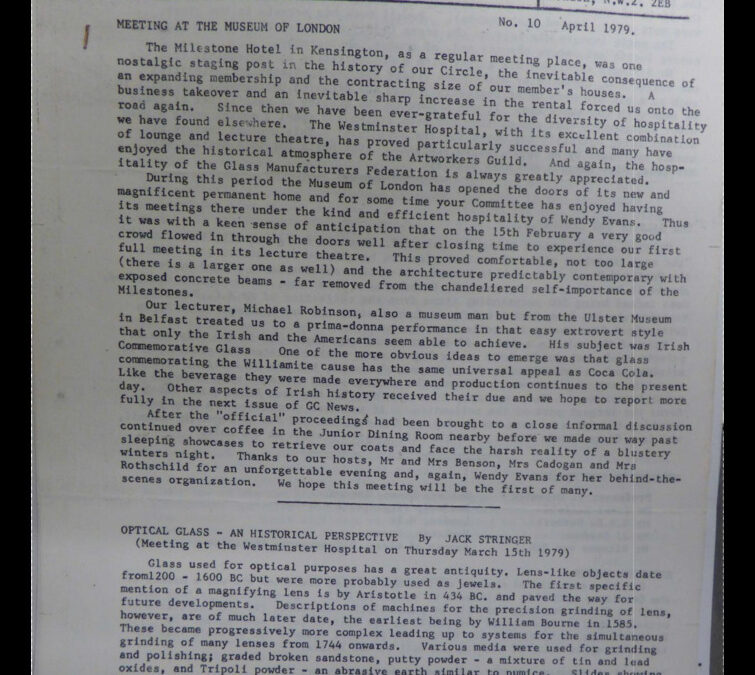 N.W.2. 2EB
MEETING AT THE MUSEUM OF LONDON
No. 10 April 1979.
The Milestone Hotel in Kensington, as a regular meeting place, was one
nostalgic staging post in the history of our Circle, the inevitable consequence of
an expanding membership and the contracting size of our member's houses. A
business takeover and an inevitable sharp increase in the rental forced us onto the
road again. Since then we have been ever-grateful for the diversity of hospitality
we have found elsewhere. The Westminster Hospital, with its excellent combination
of lounge and lecture theatre, has proved particularly successful and many have
enjoyed the historical atmosphere of the Artworkers Guild. And again, the hosp-
itality of the Glass Manufacturers Federation is always greatly appreciated.
During this period the Museum of London has opened the doors of its new and
magnificent permanent home and for some time your Committee has enjoyed having
its meetings there under the kind and efficient hospitality of Wendy Evans. Thus
it was with a keen sense of anticipation that on the 15th February a very good
crowd flowed in through the doors well after closing time to experience our first
full meeting in its lecture theatre. This proved comfortable, not too large
(there is a larger one as well) and the architecture predictably contemporary with
exposed concrete beams - far removed from the chandeliered self-importance of the
Milestones.
Our lecturer, Michael Robinson, also a museum man but from the Ulster Museum
in Belfast treated us to a prima-donna performance in that easy extrovert style
that only the Irish and the Americans seem able to achieve. His subject was Irish
Commemorative Glass One of the more obvious ideas to emerge was that glass
commemorating the Williamite cause has the same universal appeal as Coca Cola.
Like the beverage they were made everywhere and production continues to the present
day. Other aspects of Irish history received their due and we hope to report more
fully in the next issue of GC News.
After the "official" proceedings had been brought to a close informal discussion
continued over coffee in the Junior Dining Room nearby before we made our way past
sleeping showcases to retrieve our coats and face the harsh reality of a blustery
winters night. Thanks to our hosts, Mr and Mrs Benson, Mrs Cadogan and Mrs
Rothschild for an unforgettable evening and, again, Wendy Evans for her behind-the-
scenes organization. We hope this meeting will be the first of many.
OPTICAL GLASS - AN HISTORICAL PERSPECTIVE By JACK STRINGER
(Meeting at the Westminster Hospital on Thursday March 15th 1979)
Glass used for optical purposes has a great antiquity. Lens-like objects date
from1200 - 1600 BC but were more probably used as jewels. The first specific
mention of a magnifying lens is by Aristotle in 434 BC. and paved the way for
future developments. Descriptions of machines for the precision grinding of lens,
however, are of much later date, the earliest being by William Bourne in 1585.
These became progressively more complex leading up to systems for the simultaneous
grinding of many lenses from 1744 onwards. Various media were used for grinding
and polishing; graded broken sandstone, putty powder - a mixture of tin and lead
oxides, and Tripoli powder - an abrasive earth similar to pumice. Slides showing